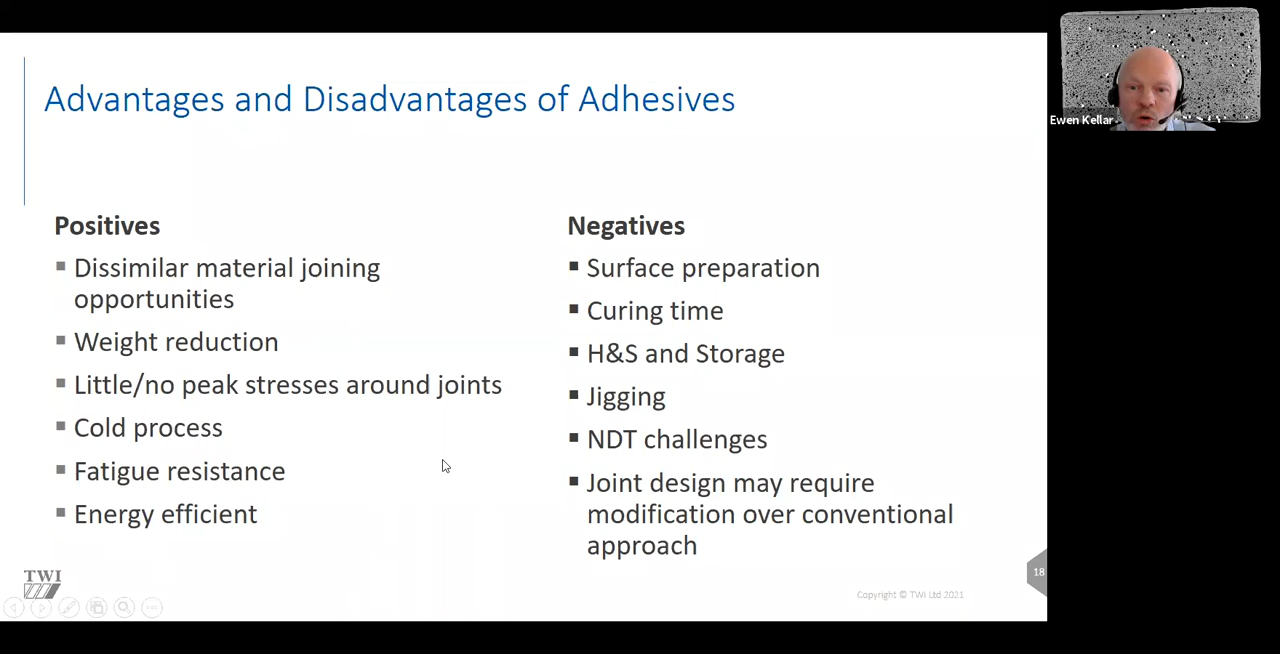 Advantages and Disadvantages of Adhesives
Positives
Dissimilar material joining
opportunities
Weight reduction
Little/no peak stresses around joints
Cold process
Fatigue resistance
Energy efficient
Negatives
Surface preparation
Curing time
H&S and Storage
Jigging
NDT challenges
Joint design may require
modification over conventional
approach
TWI
Copyright © TWI Ltd 2021
18
Ewen Kellar